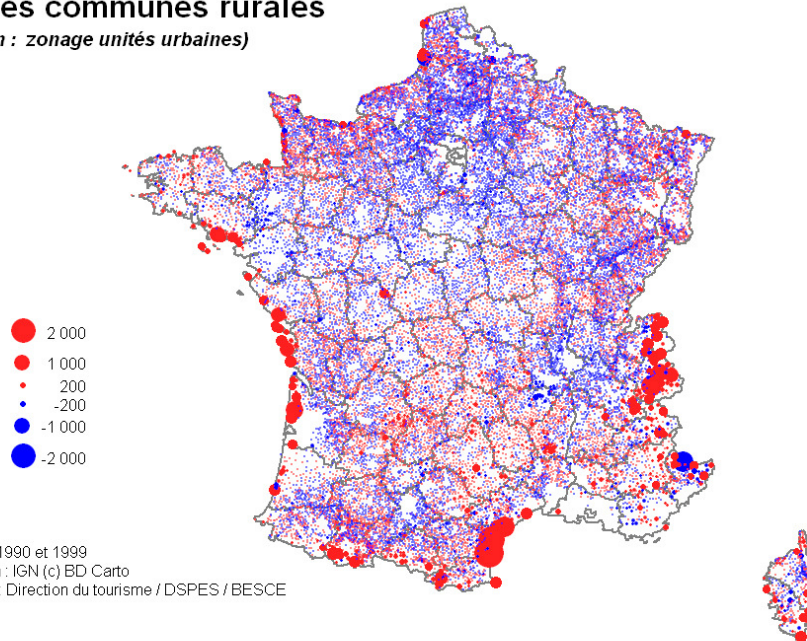 es communes rurales
n : zonage unités urbaines)
2 000
1 000
200
-200
-1 000
-2 000
1990 et 1999
: IGN (c) BD Carto
: Direction du tourisme / DSPES / BESCE